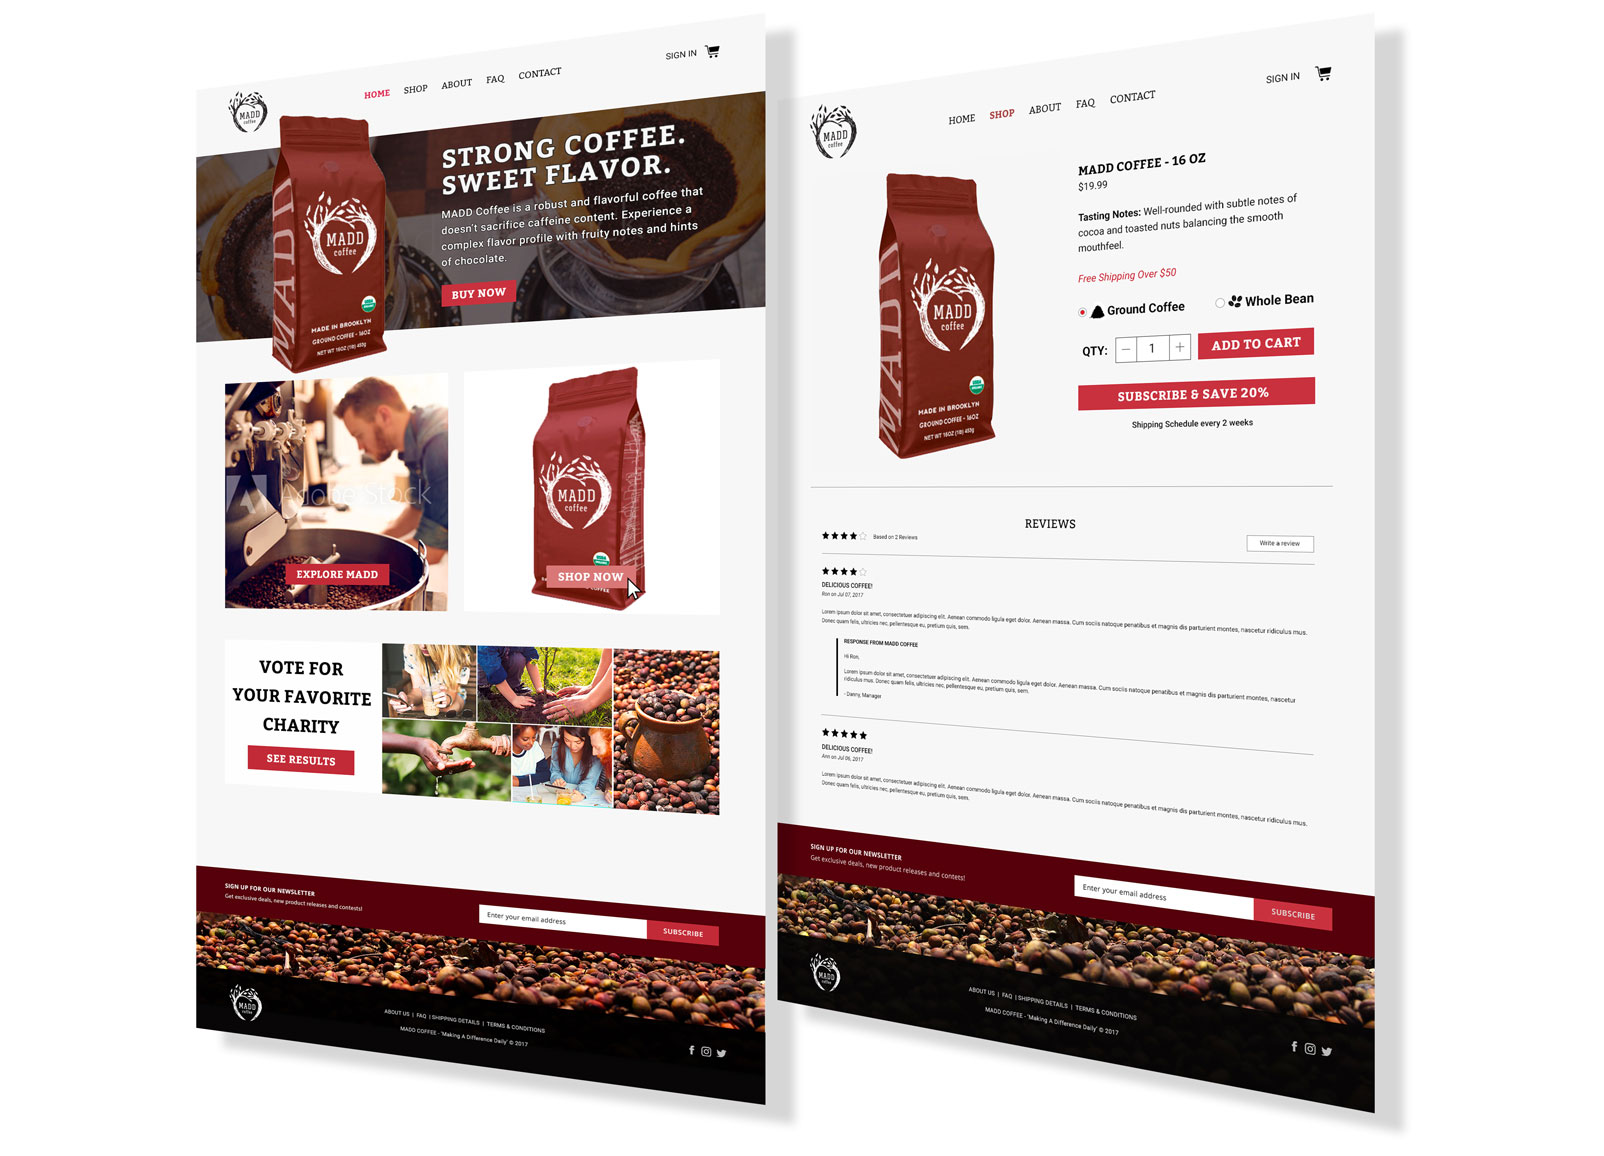 SIGN IN
HOME SHOP ABOUT FAQ CONTACT
MADD
coffee
STRONG COFFEE.
SWEET FLAVOR.
MADD Coffee is a robust and flavorful coffee that
doesn't sacrifice caffeine content. Experience a
complex flavor profile with fruity notes and hints
of chocolate.
BUY NOW
MADD
MADD
coffee
USDA
ORGANIC
MADE IN BROOKLYN
GROUND COFFEE - 16OZ
NET WT 16OZ (1lB) 453g
Adobe Stock
EXPLORE MADD
MADD
coffee
USDA
SHOP NOW
COFFEE
VOTE FOR
YOUR FAVORITE
CHARITY
SEE RESULTS
SIGN UP FOR OUR NEWSLETTER
Get exclusive deals, new product releases and contests!
Enter your email address
SUBSCRIBE
MADD
coffee
ABOUT US | FAQ | SHIPPING DETAILS | TERMS & CONDITIONS
MADD COFFEE - 'Making A Difference Daily' © 2017
SIGN IN
HOME SHOP ABOUT FAQ CONTACT
MADD
coffee
MADD COFFEE - 16 OZ
$19.99
Tasting Notes: Well-rounded with subtle notes of
cocoa and toasted nuts balancing the smooth
mouthfeel.
Free Shipping Over $50
Ground Coffee Whole Bean
QTY: − 1 + ADD TO CART
SUBSCRIBE & SAVE 20%
Shipping Schedule every 2 weeks
MADD
MADD
coffee
USDA
ORGANIC
MADE IN BROOKLYN
GROUND COFFEE - 16OZ
NET WT 16OZ (1lB) 453g
REVIEWS
Based on 2 Reviews
Write a review
DELICIOUS COFFEE!
Ron on Jul 07, 2017
Lorem ipsum dolor sit amet, consectetuer adipiscing elit. Aenean commodo ligula eget dolor. Aenean massa. Cum sociis natoque penatibus et magnis dis parturient montes, nascetur ridiculus mus.
Donec quam felis, ultricies nec, pellentesque eu, pretium quis, sem.
RESPONSE FROM MADD COFFEE
Hi Ron,
Lorem ipsum dolor sit amet, consectetuer adipiscing elit. Aenean commodo ligula eget dolor. Aenean massa. Cum sociis natoque penatibus et magnis dis parturient montes, nascetur
ridiculus mus. Donec quam felis, ultricies nec, pellentesque eu, pretium quis, sem.
- Danny, Manager
DELICIOUS COFFEE!
Ann on Jul 06, 2017
Lorem ipsum dolor sit amet, consectetuer adipiscing elit. Aenean commodo ligula eget dolor. Aenean massa. Cum sociis natoque penatibus et magnis dis parturient montes, nascetur ridiculus mus.
Donec quam felis, ultricies nec, pellentesque eu, pretium quis, sem.
SIGN UP FOR OUR NEWSLETTER
Get exclusive deals, new product releases and contets!
Enter your email address
SUBSCRIBE
MADD
coffee
ABOUT US | FAQ | SHIPPING DETAILS | TERMS & CONDITIONS
MADD COFFEE - 'Making A Difference Daily' © 2017